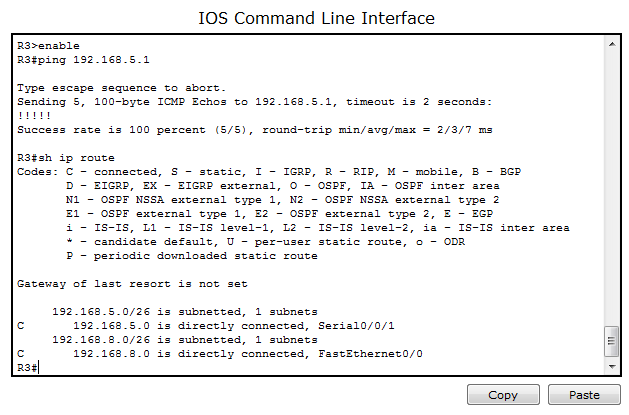 IOS Command Line Interface
R3>enable
R3#ping 192.168.5.1
Type escape sequence to abort.
Sending 5, 100-byte ICMP Echos to 192.168.5.1, timeout is 2 seconds:
!!!!!
Success rate is 100 percent (5/5), round-trip min/avg/max = 2/3/7 ms
R3#sh ip route
Codes: C - connected, S - static, I - IGRP, R - RIP, M - mobile, B - BGP
D - EIGRP, EX - EIGRP external, O - OSPF, IA - OSPF inter area
N1 - OSPF NSSA external type 1, N2 - OSPF NSSA external type 2
E1 - OSPF external type 1, E2 - OSPF external type 2, E - EGP
i - IS-IS, L1 - IS-IS level-1, L2 - IS-IS level-2, ia - IS-IS inter area
* - candidate default, U - per-user static route, o - ODR
P - periodic downloaded static route
Gateway of last resort is not set
192.168.5.0/26 is subnetted, 1 subnets
C 192.168.5.0 is directly connected, Serial0/0/1
192.168.8.0/26 is subnetted, 1 subnets
C 192.168.8.0 is directly connected, FastEthernet0/0
R3#
Copy Paste